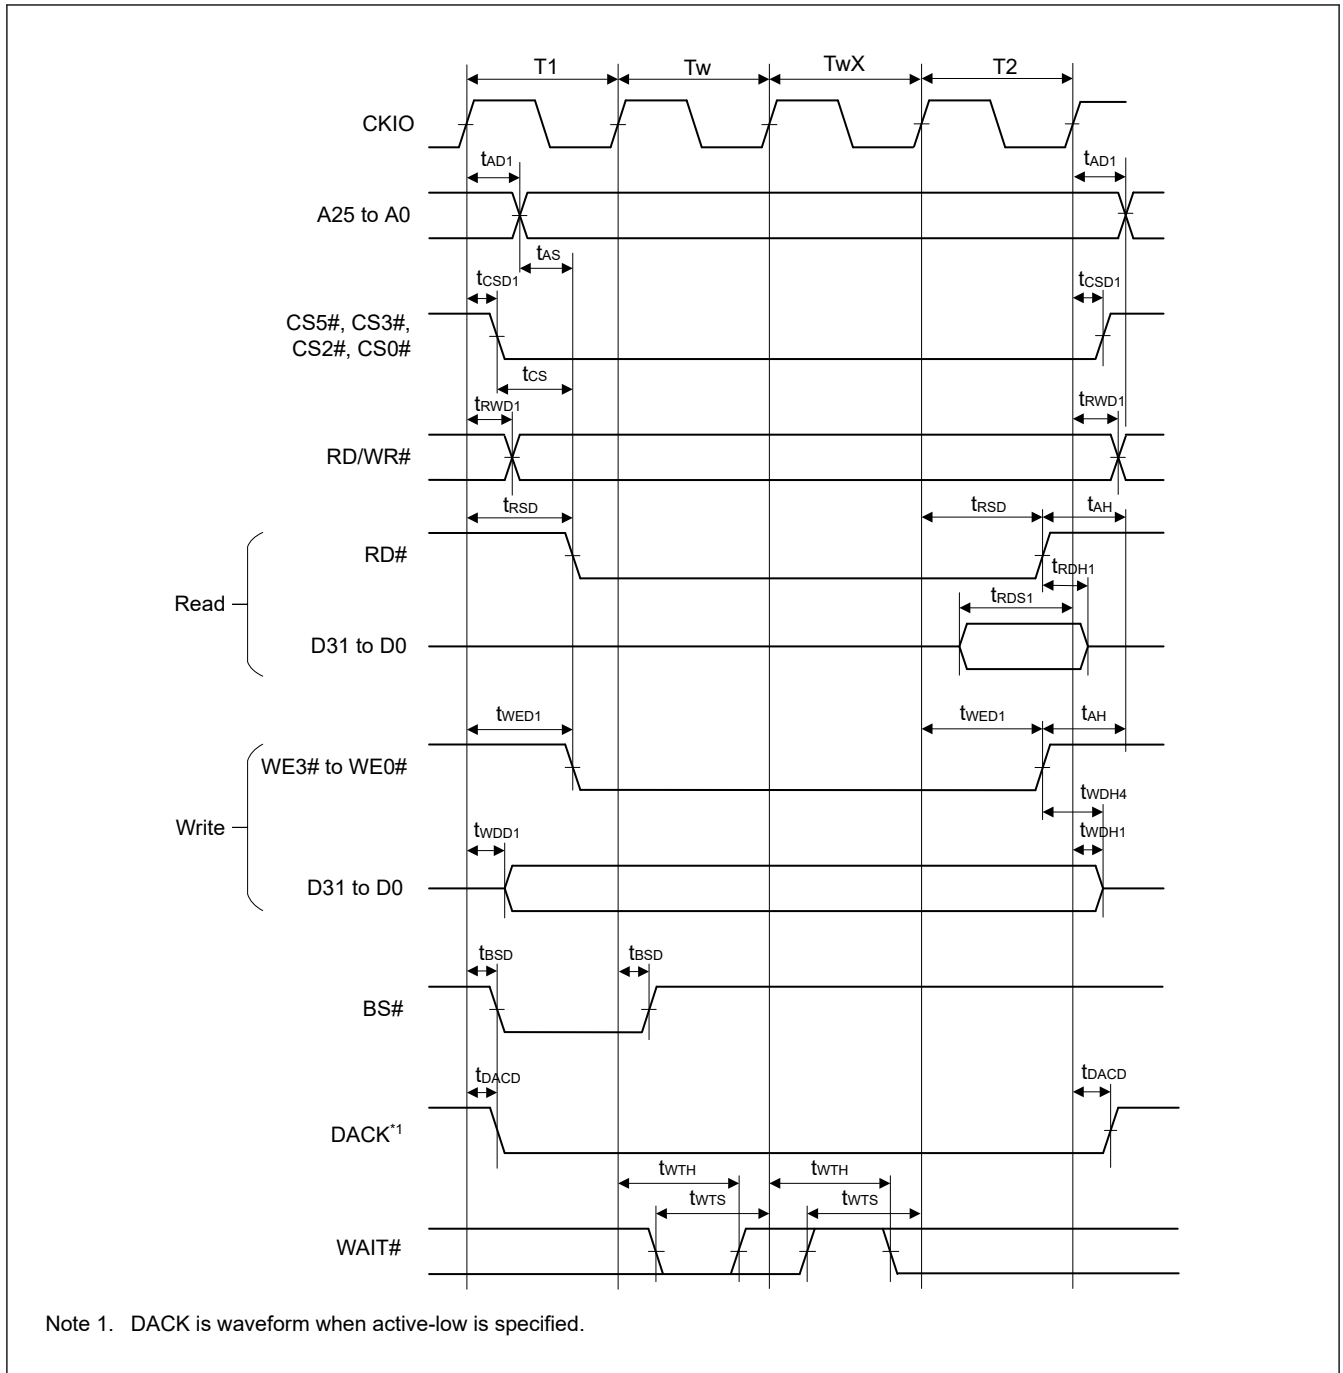 T1 Tw TwX T2
CKIO
tAD1 tAD1
A25 to A0
tAS
tCSD1 tCSD1
CS5#, CS3#,
CS2#, CS0#
tCS
tRWD1 tRWD1
RD/WR#
tRSD tRSD tAH
RD#
tRDH1
Read
tRDS1
D31 to D0
tWED1 tWED1 tAH
WE3# to WE0#
tWDH4
Write
tWDD1 tWDH1
D31 to D0
tBSD tBSD
BS#
tDACD tDACD
DACK*1
tWTH tWTH
tWTS tWTS
WAIT#
Note 1. DACK is waveform when active-low is specified.